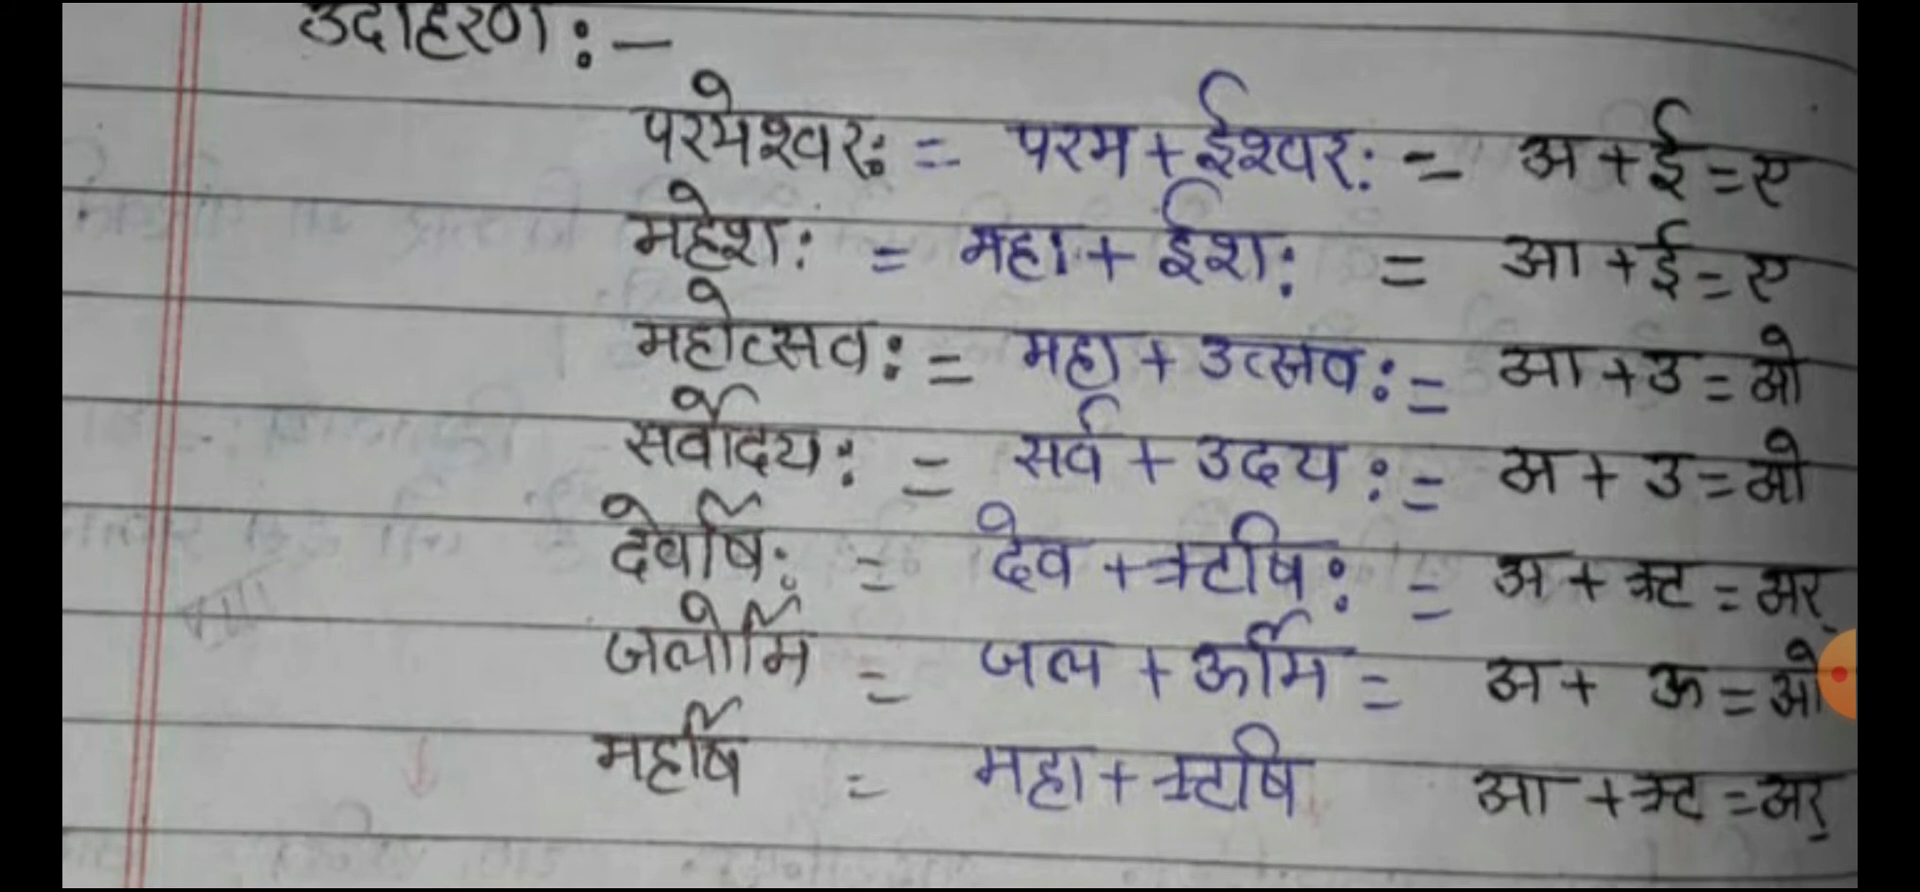 उदाहरण :-
परमेश्वर: = परम + ईश्वर: = अ + ई = ए
महेश: = महा + ईश: = आ + ई = ए
महोत्सव: = महा + उत्सव: = आ + उ = ओ
सर्वोदय: = सर्व + उदय: = अ + उ = ओ
देवर्षि: = देव + ऋषि: = अ + ऋ = अर्
जलोर्मि = जल + ऊर्मि = अ + ऊ = ओ
महर्षि = महा + ऋषि आ + ऋ = अर्